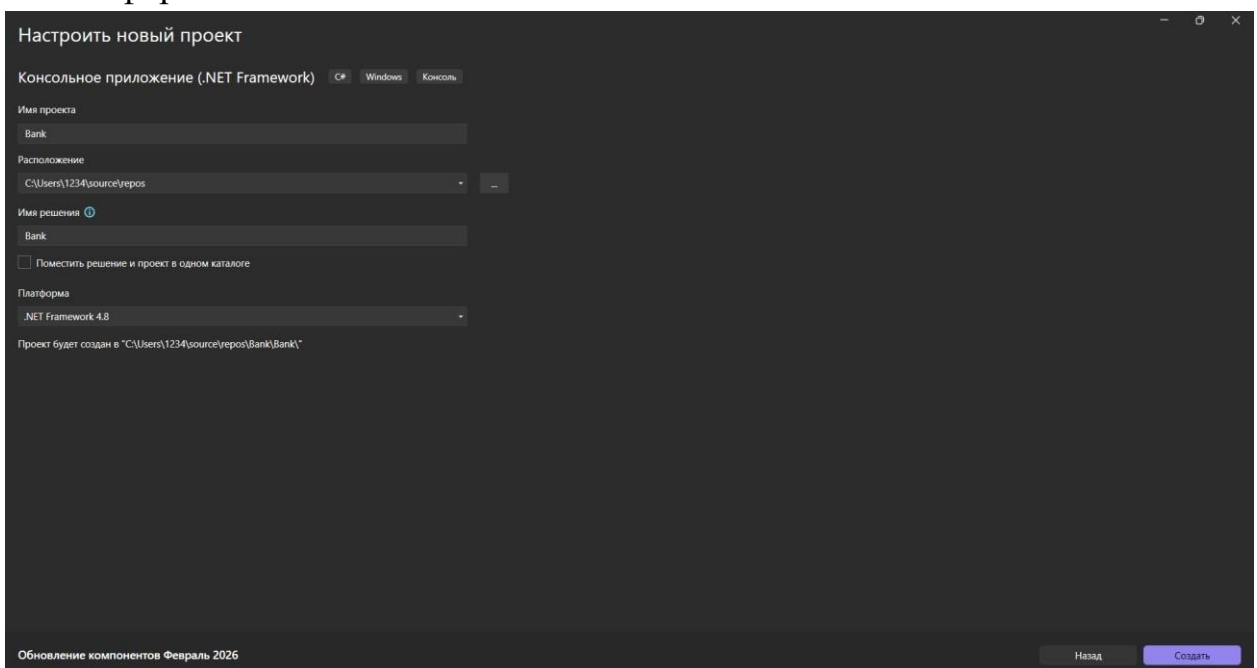 Настроить новый проект
Консольное приложение (.NET Framework) C# Windows Консоль
Имя проекта
Bank
Расположение
C:\Users\1234\source\repos
...
Имя решения
Bank
Поместить решение и проект в одном каталоге
Платформа
.NET Framework 4.8
Проект будет создан в "C:\Users\1234\source\repos\Bank\Bank\"
Обновление компонентов Февраль 2026
Назад Создать